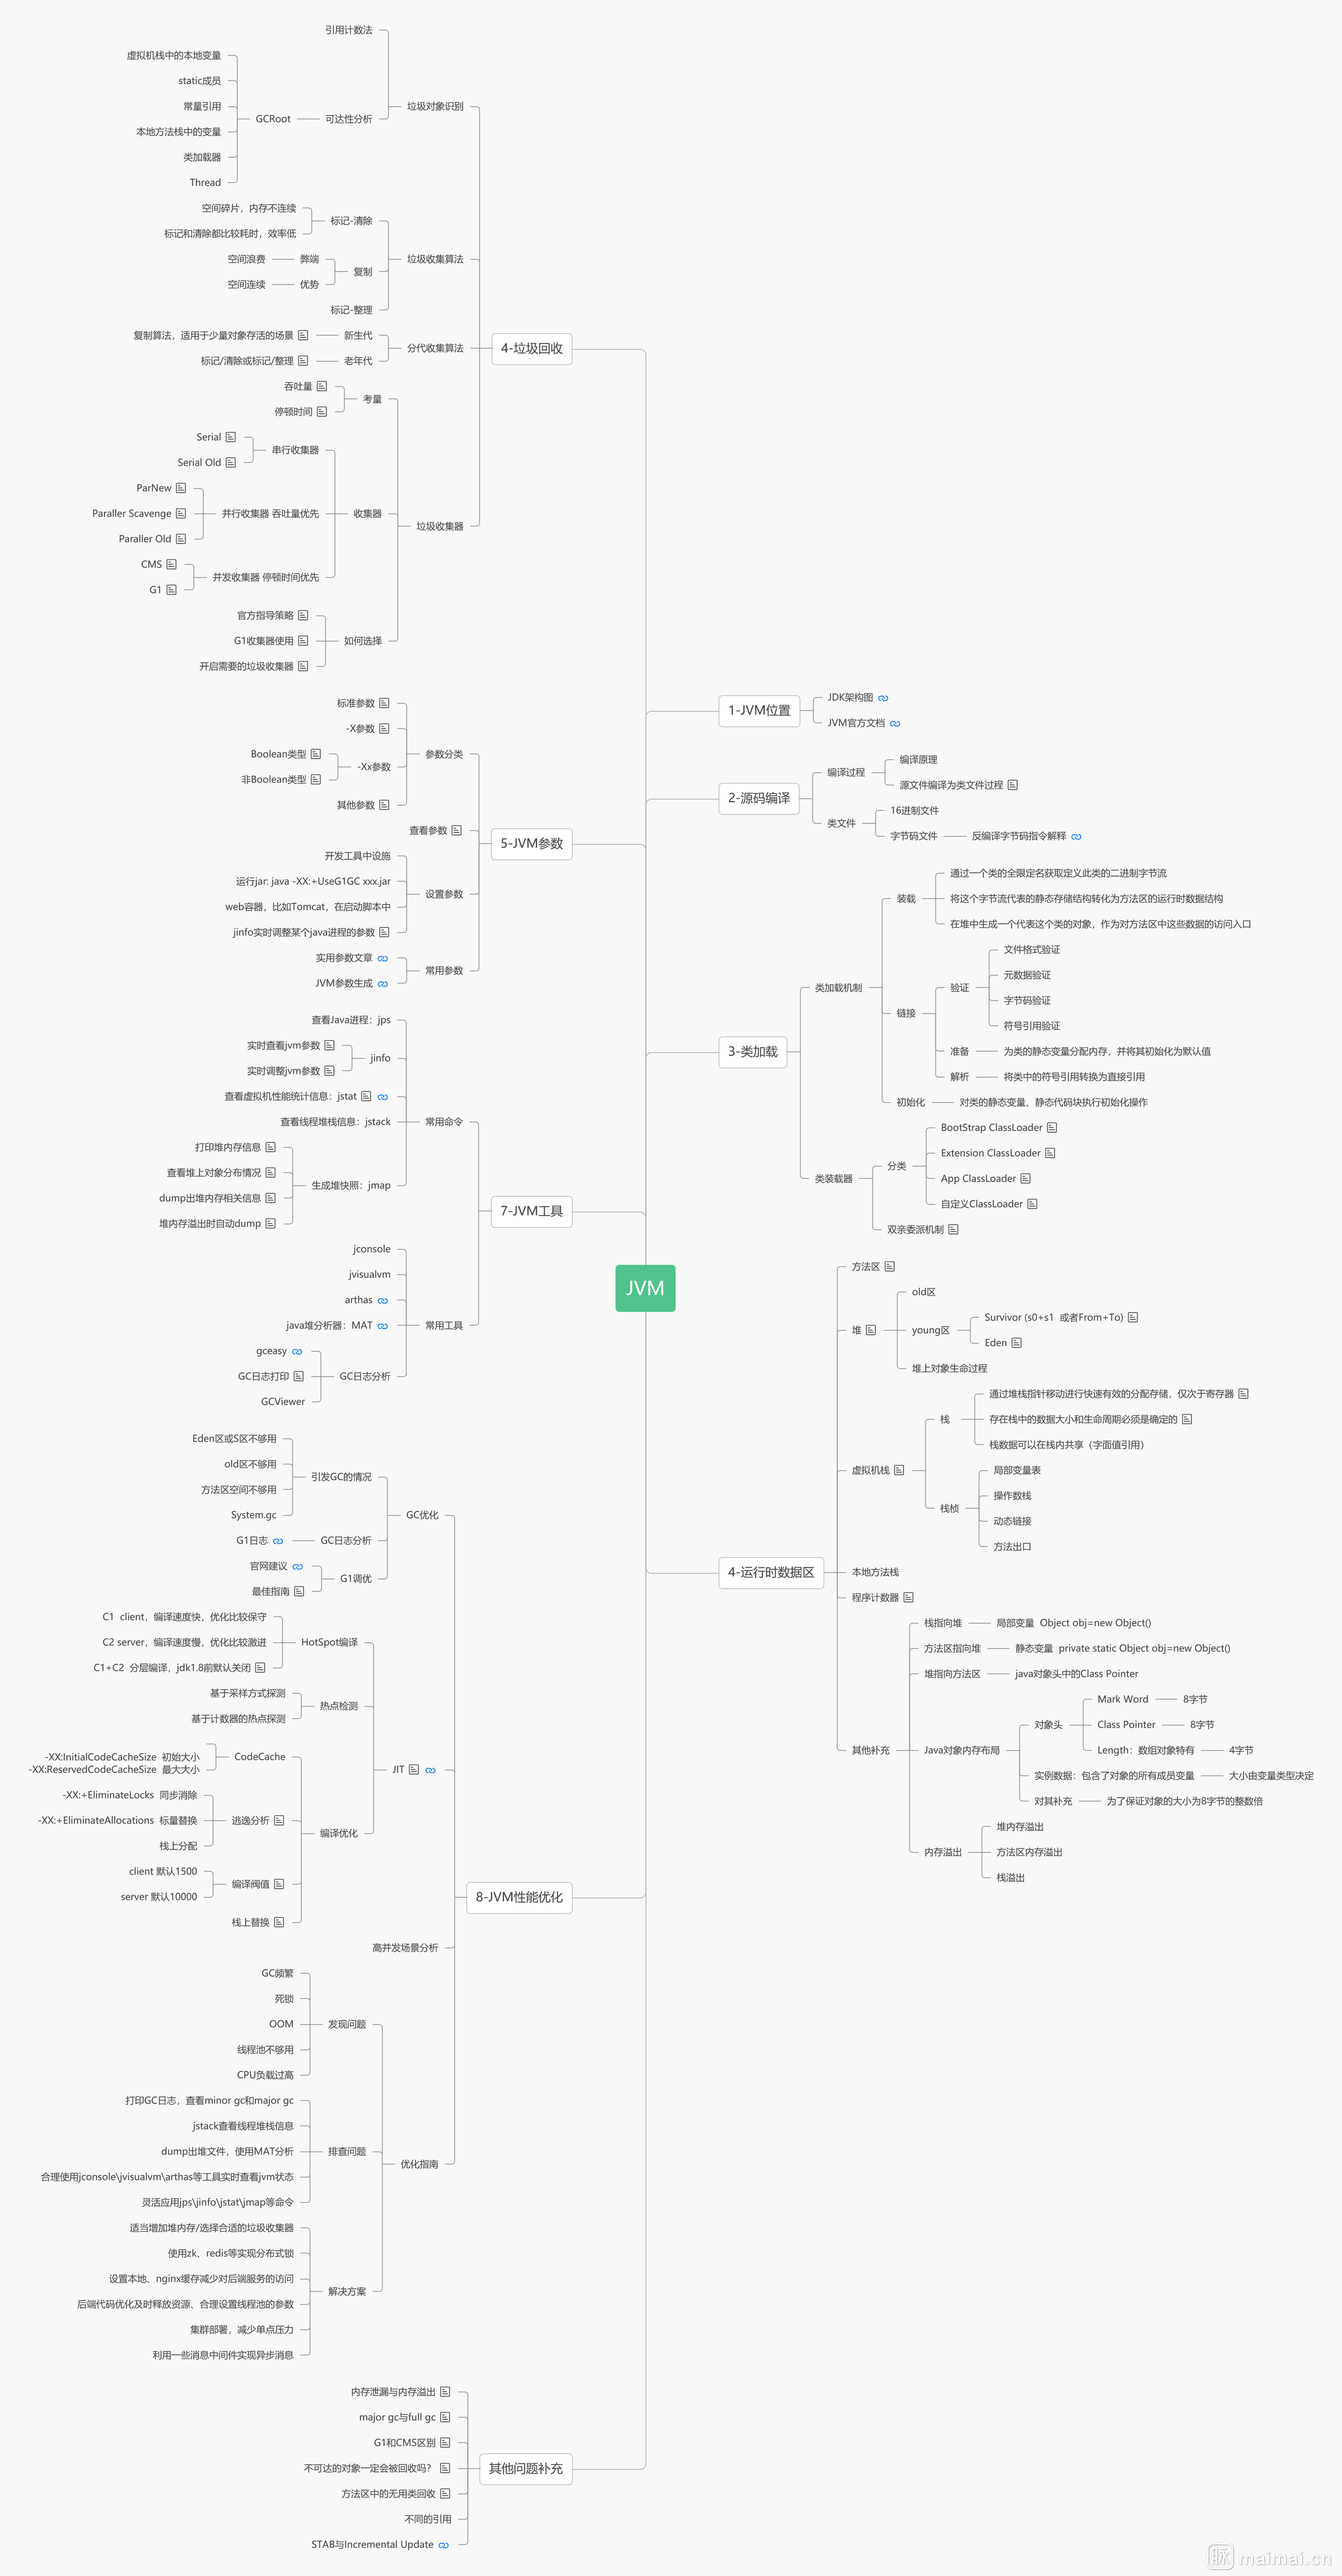 JVM
1-JVM位置
JDK架构图
JVM官方文档
2-源码编译
编译过程
编译原理
源文件编译为类文件过程
类文件
16进制文件
字节码文件
反编译字节码指令解释
3-类加载
类加载机制
装载
通过一个类的全限定名获取定义此类的二进制字节流
将这个字节流代表的静态存储结构转化为方法区的运行时数据结构
在堆中生成一个代表这个类的对象，作为对方法区中这些数据的访问入口
链接
验证
文件格式验证
元数据验证
字节码验证
符号引用验证
准备
为类的静态变量分配内存，并将其初始化为默认值
解析
将类中的符号引用转换为直接引用
初始化
对类的静态变量、静态代码块执行初始化操作
类装载器
分类
BootStrap ClassLoader
Extension ClassLoader
App ClassLoader
自定义ClassLoader
双亲委派机制
4-运行时数据区
方法区
堆
old区
young区
Survivor (s0+s1 或者From+To)
Eden
堆上对象生命过程
虚拟机栈
栈
通过堆栈指针移动进行快速有效的分配存储，仅次于寄存器
存在栈中的数据大小和生命周期必须是确定的
栈数据可以在栈内共享（字面值引用）
栈桢
局部变量表
操作数栈
动态链接
方法出口
本地方法栈
程序计数器
其他补充
栈指向堆
局部变量 Object obj=new Object()
方法区指向堆
静态变量 private static Object obj=new Object()
堆指向方法区
java对象头中的Class Pointer
Java对象内存布局
对象头
Mark Word
8字节
Class Pointer
8字节
Length：数组对象特有
4字节
实例数据：包含了对象的所有成员变量
大小由变量类型决定
对其补充
为了保证对象的大小为8字节的整数倍
内存溢出
堆内存溢出
方法区内存溢出
栈溢出
4-垃圾回收
垃圾对象识别
引用计数法
可达性分析
GCRoot
虚拟机栈中的本地变量
static成员
常量引用
本地方法栈中的变量
类加载器
Thread
垃圾收集算法
标记-清除
空间碎片，内存不连续
标记和清除都比较耗时，效率低
复制
弊端
空间浪费
优势
空间连续
标记-整理
分代收集算法
新生代
复制算法，适用于少量对象存活的场景
老年代
标记/清除或标记/整理
垃圾收集器
考量
吞吐量
停顿时间
收集器
串行收集器
Serial
Serial Old
并行收集器 吞吐量优先
ParNew
Paraller Scavenge
Paraller Old
并发收集器 停顿时间优先
CMS
G1
如何选择
官方指导策略
G1收集器使用
开启需要的垃圾收集器
5-JVM参数
参数分类
标准参数
-X参数
-Xx参数
Boolean类型
非Boolean类型
其他参数
查看参数
设置参数
开发工具中设施
运行jar: java -XX:+UseG1GC xxx.jar
web容器，比如Tomcat，在启动脚本中
jinfo实时调整某个java进程的参数
常用参数
实用参数文章
JVM参数生成
7-JVM工具
常用命令
查看Java进程：jps
jinfo
实时查看jvm参数
实时调整jvm参数
查看虚拟机性能统计信息：jstat
查看线程堆栈信息：jstack
生成堆快照：jmap
打印堆内存信息
查看堆上对象分布情况
dump出堆内存相关信息
堆内存溢出时自动dump
常用工具
jconsole
jvisualvm
arthas
java堆分析器：MAT
GC日志分析
gceasy
GC日志打印
GCViewer
8-JVM性能优化
GC优化
引发GC的情况
Eden区或S区不够用
old区不够用
方法区空间不够用
System.gc
GC日志分析
G1日志
G1调优
官网建议
最佳指南
JIT
HotSpot编译
C1 client，编译速度快，优化比较保守
C2 server，编译速度慢，优化比较激进
C1+C2 分层编译，jdk1.8前默认关闭
热点检测
基于采样方式探测
基于计数器的热点探测
编译优化
CodeCache
-XX:InitialCodeCacheSize 初始大小
-XX:ReservedCodeCacheSize 最大大小
逃逸分析
-XX:+EliminateLocks 同步消除
-XX:+EliminateAllocations 标量替换
栈上分配
编译阀值
client 默认1500
server 默认10000
栈上替换
高并发场景分析
优化指南
发现问题
GC频繁
死锁
OOM
线程池不够用
CPU负载过高
排查问题
打印GC日志，查看minor gc和major gc
jstack查看线程堆栈信息
dump出堆文件，使用MAT分析
合理使用jconsole\jvisualvm\arthas等工具实时查看jvm状态
灵活应用jps\jinfo\jstat\jmap等命令
解决方案
适当增加堆内存/选择合适的垃圾收集器
使用zk、redis等实现分布式锁
设置本地、nginx缓存减少对后端服务的访问
后端代码优化及时释放资源、合理设置线程池的参数
集群部署，减少单点压力
利用一些消息中间件实现异步消息
其他问题补充
内存泄漏与内存溢出
major gc与full gc
G1和CMS区别
不可达的对象一定会被回收吗？
方法区中的无用类回收
不同的引用
STAB与Incremental Update
脉 maimai.cn